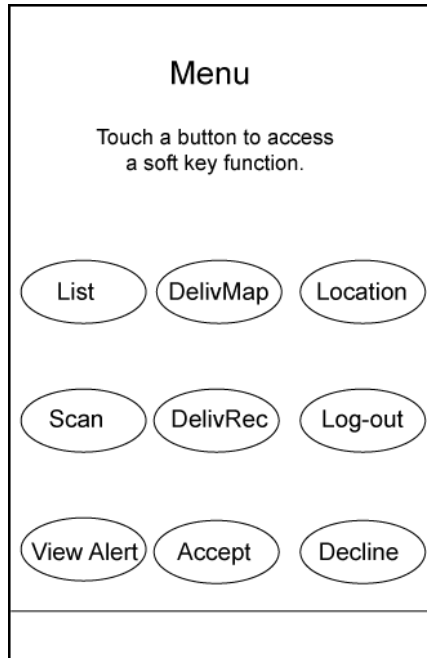 Menu
Touch a button to access
a soft key function.
List DelivMap Location
Scan DelivRec Log-out
View Alert Accept Decline